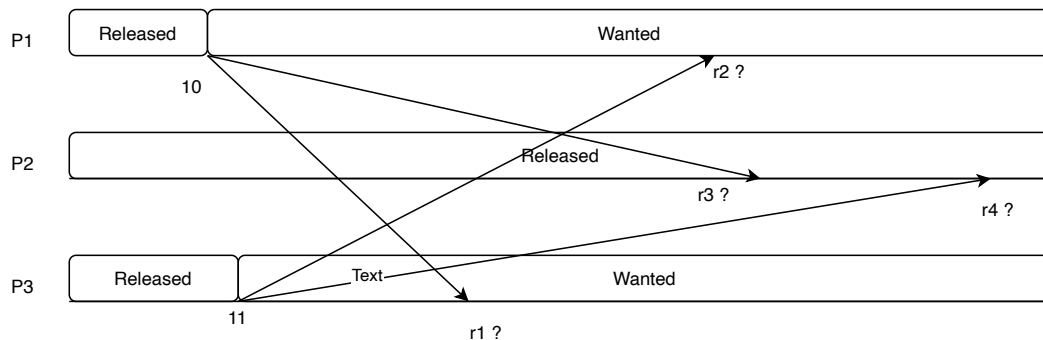 P1 Released Wanted
10 r2 ?
P2 Released
r3 ? r4 ?
P3 Released Text Wanted
11 r1 ?